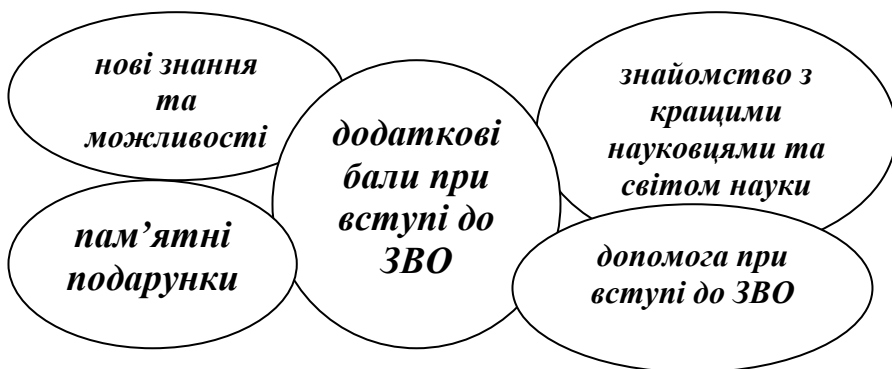 нові знання
та
можливості
пам’ятні
подарунки
додаткові
бали при
вступі до
ЗВО
знайомство з
кращими
науковцями та
світом науки
допомога при
вступі до ЗВО